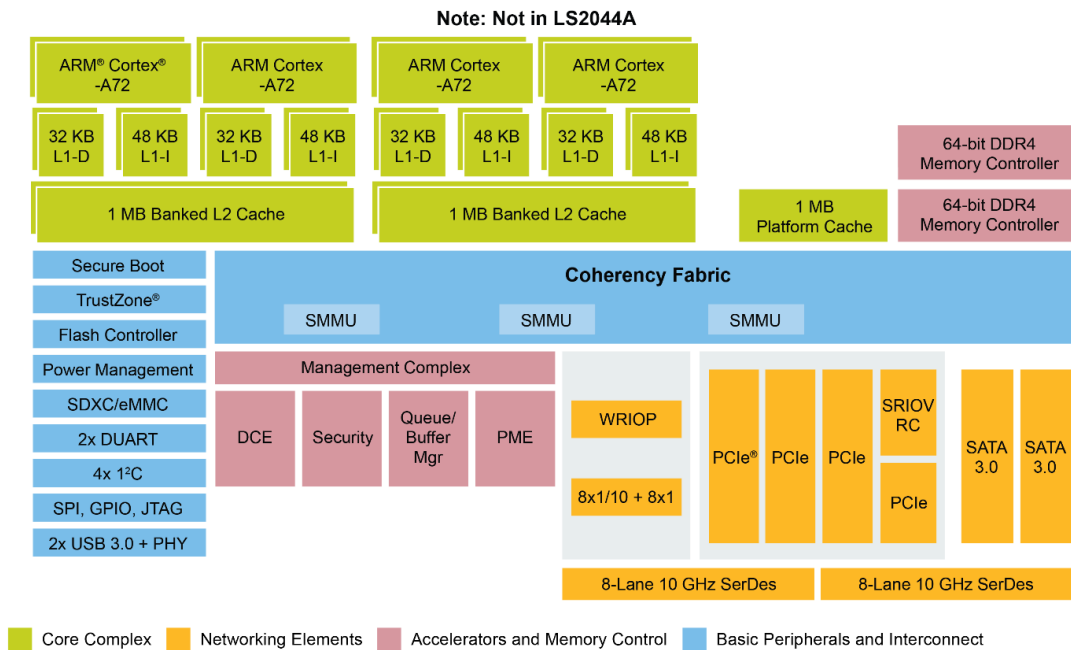 Note: Not in LS2044A
ARM® Cortex®
-A72
ARM Cortex
-A72
ARM Cortex
-A72
ARM Cortex
-A72
32 KB
L1-D
48 KB
L1-I
32 KB
L1-D
48 KB
L1-I
32 KB
L1-D
48 KB
L1-I
32 KB
L1-D
48 KB
L1-I
64-bit DDR4
Memory Controller
1 MB Banked L2 Cache
1 MB Banked L2 Cache
1 MB
Platform Cache
64-bit DDR4
Memory Controller
Secure Boot
TrustZone®
Flash Controller
Power Management
SDXC/eMMC
2x DUART
4x 1²C
SPI, GPIO, JTAG
2x USB 3.0 + PHY
Coherency Fabric
SMMU
SMMU
SMMU
Management Complex
DCE
Security
Queue/
Buffer
Mgr
PME
WRIOP
8x1/10 + 8x1
PCIe®
PCIe
PCIe
SRIOV
RC
PCIe
SATA
3.0
SATA
3.0
8-Lane 10 GHz SerDes
8-Lane 10 GHz SerDes
Core Complex
Networking Elements
Accelerators and Memory Control
Basic Peripherals and Interconnect